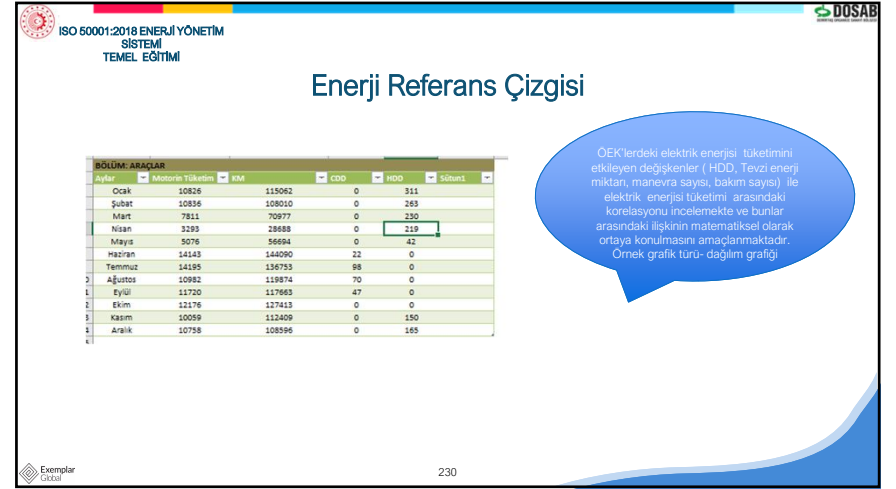 DOSAB
ISO 50001:2018 ENERJİ YÖNETİM
SİSTEMİ
TEMEL EĞİTİMİ
Enerji Referans Çizgisi
BÖLÜM: ARAÇLAR
Aylar Motorin Tüketim KM CDD HDD Sütun1
Ocak 10826 115062 0 311
Şubat 10836 108010 0 263
Mart 7811 70977 0 230
Nisan 3293 28688 0 219
Mayıs 5076 56694 0 42
Haziran 14143 144090 22 0
Temmuz 14195 136753 98 0
Ağustos 10982 119874 70 0
Eylül 11720 117663 47 0
Ekim 12176 127413 0 0
Kasım 10059 112409 0 150
Aralık 10758 108596 0 165
ÖEK'lerdeki elektrik enerjisi tüketimini
etkileyen değişkenler ( HDD, Tevzi enerji
miktarı, manevra sayısı, bakım sayısı) ile
elektrik enerjisi tüketimi arasındaki
korelasyonu incelemekte ve bunlar
arasındaki ilişkinin matematiksel olarak
ortaya konulmasını amaçlanmaktadır.
Örnek grafik türü- dağılım grafiği
Exemplar
Global
230